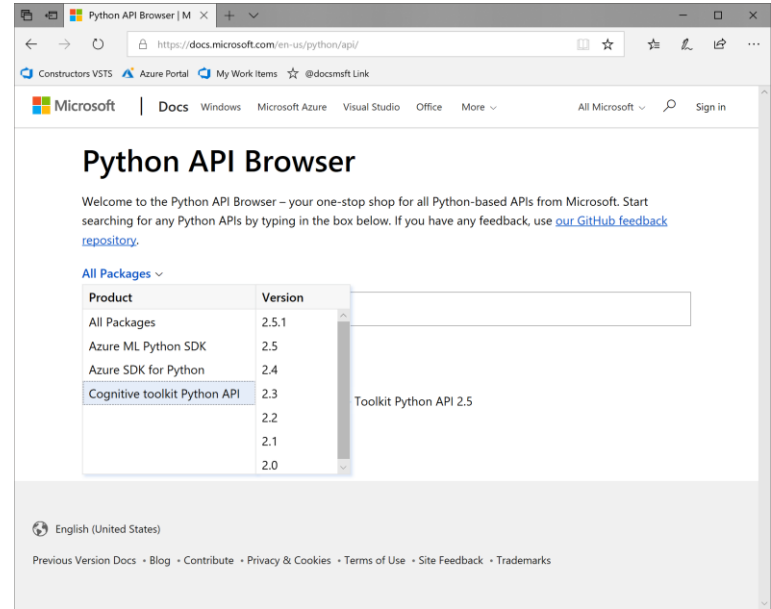 Python API Browser | M
https://docs.microsoft.com/en-us/python/api/
Constructors VSTS Azure Portal My Work Items @docsmsft Link
Microsoft | Docs Windows Microsoft Azure Visual Studio Office More All Microsoft Sign in
Python API Browser
Welcome to the Python API Browser – your one-stop shop for all Python-based APIs from Microsoft. Start
searching for any Python APIs by typing in the box below. If you have any feedback, use our GitHub feedback
repository.
All Packages
Product Version
All Packages 2.5.1
Azure ML Python SDK 2.5
Azure SDK for Python 2.4
Cognitive toolkit Python API 2.3
Toolkit Python API 2.5
2.2
2.1
2.0
English (United States)
Previous Version Docs • Blog • Contribute • Privacy & Cookies • Terms of Use • Site Feedback • Trademarks